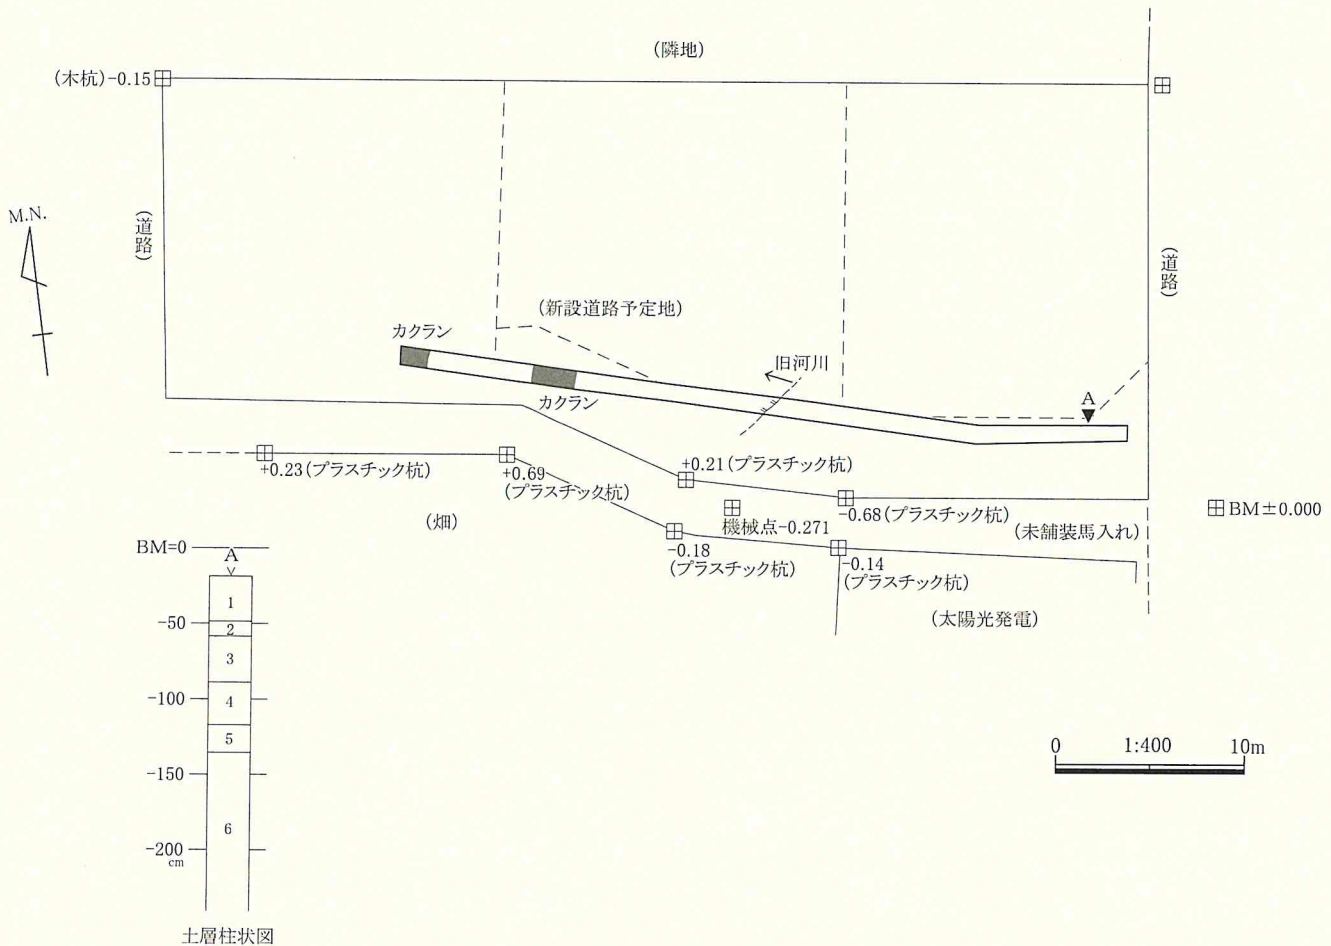 (隣地)
(木杭)-0.15
M.N.
(道路)
(道路)
(新設道路予定地)
カクラン
旧河川
カクラン
A
+0.23(プラスチック杭)
+0.69
(プラスチック杭)
+0.21(プラスチック杭)
-0.68(プラスチック杭)
BM±0.000
(畑)
機械点-0.271
(未舗装馬入れ)
-0.18
(プラスチック杭)
-0.14
(プラスチック杭)
(太陽光発電)
BM=0
A
1
-50
2
3
-100
4
5
-150
6
-200
cm
土層柱状図
0 1:400 10m